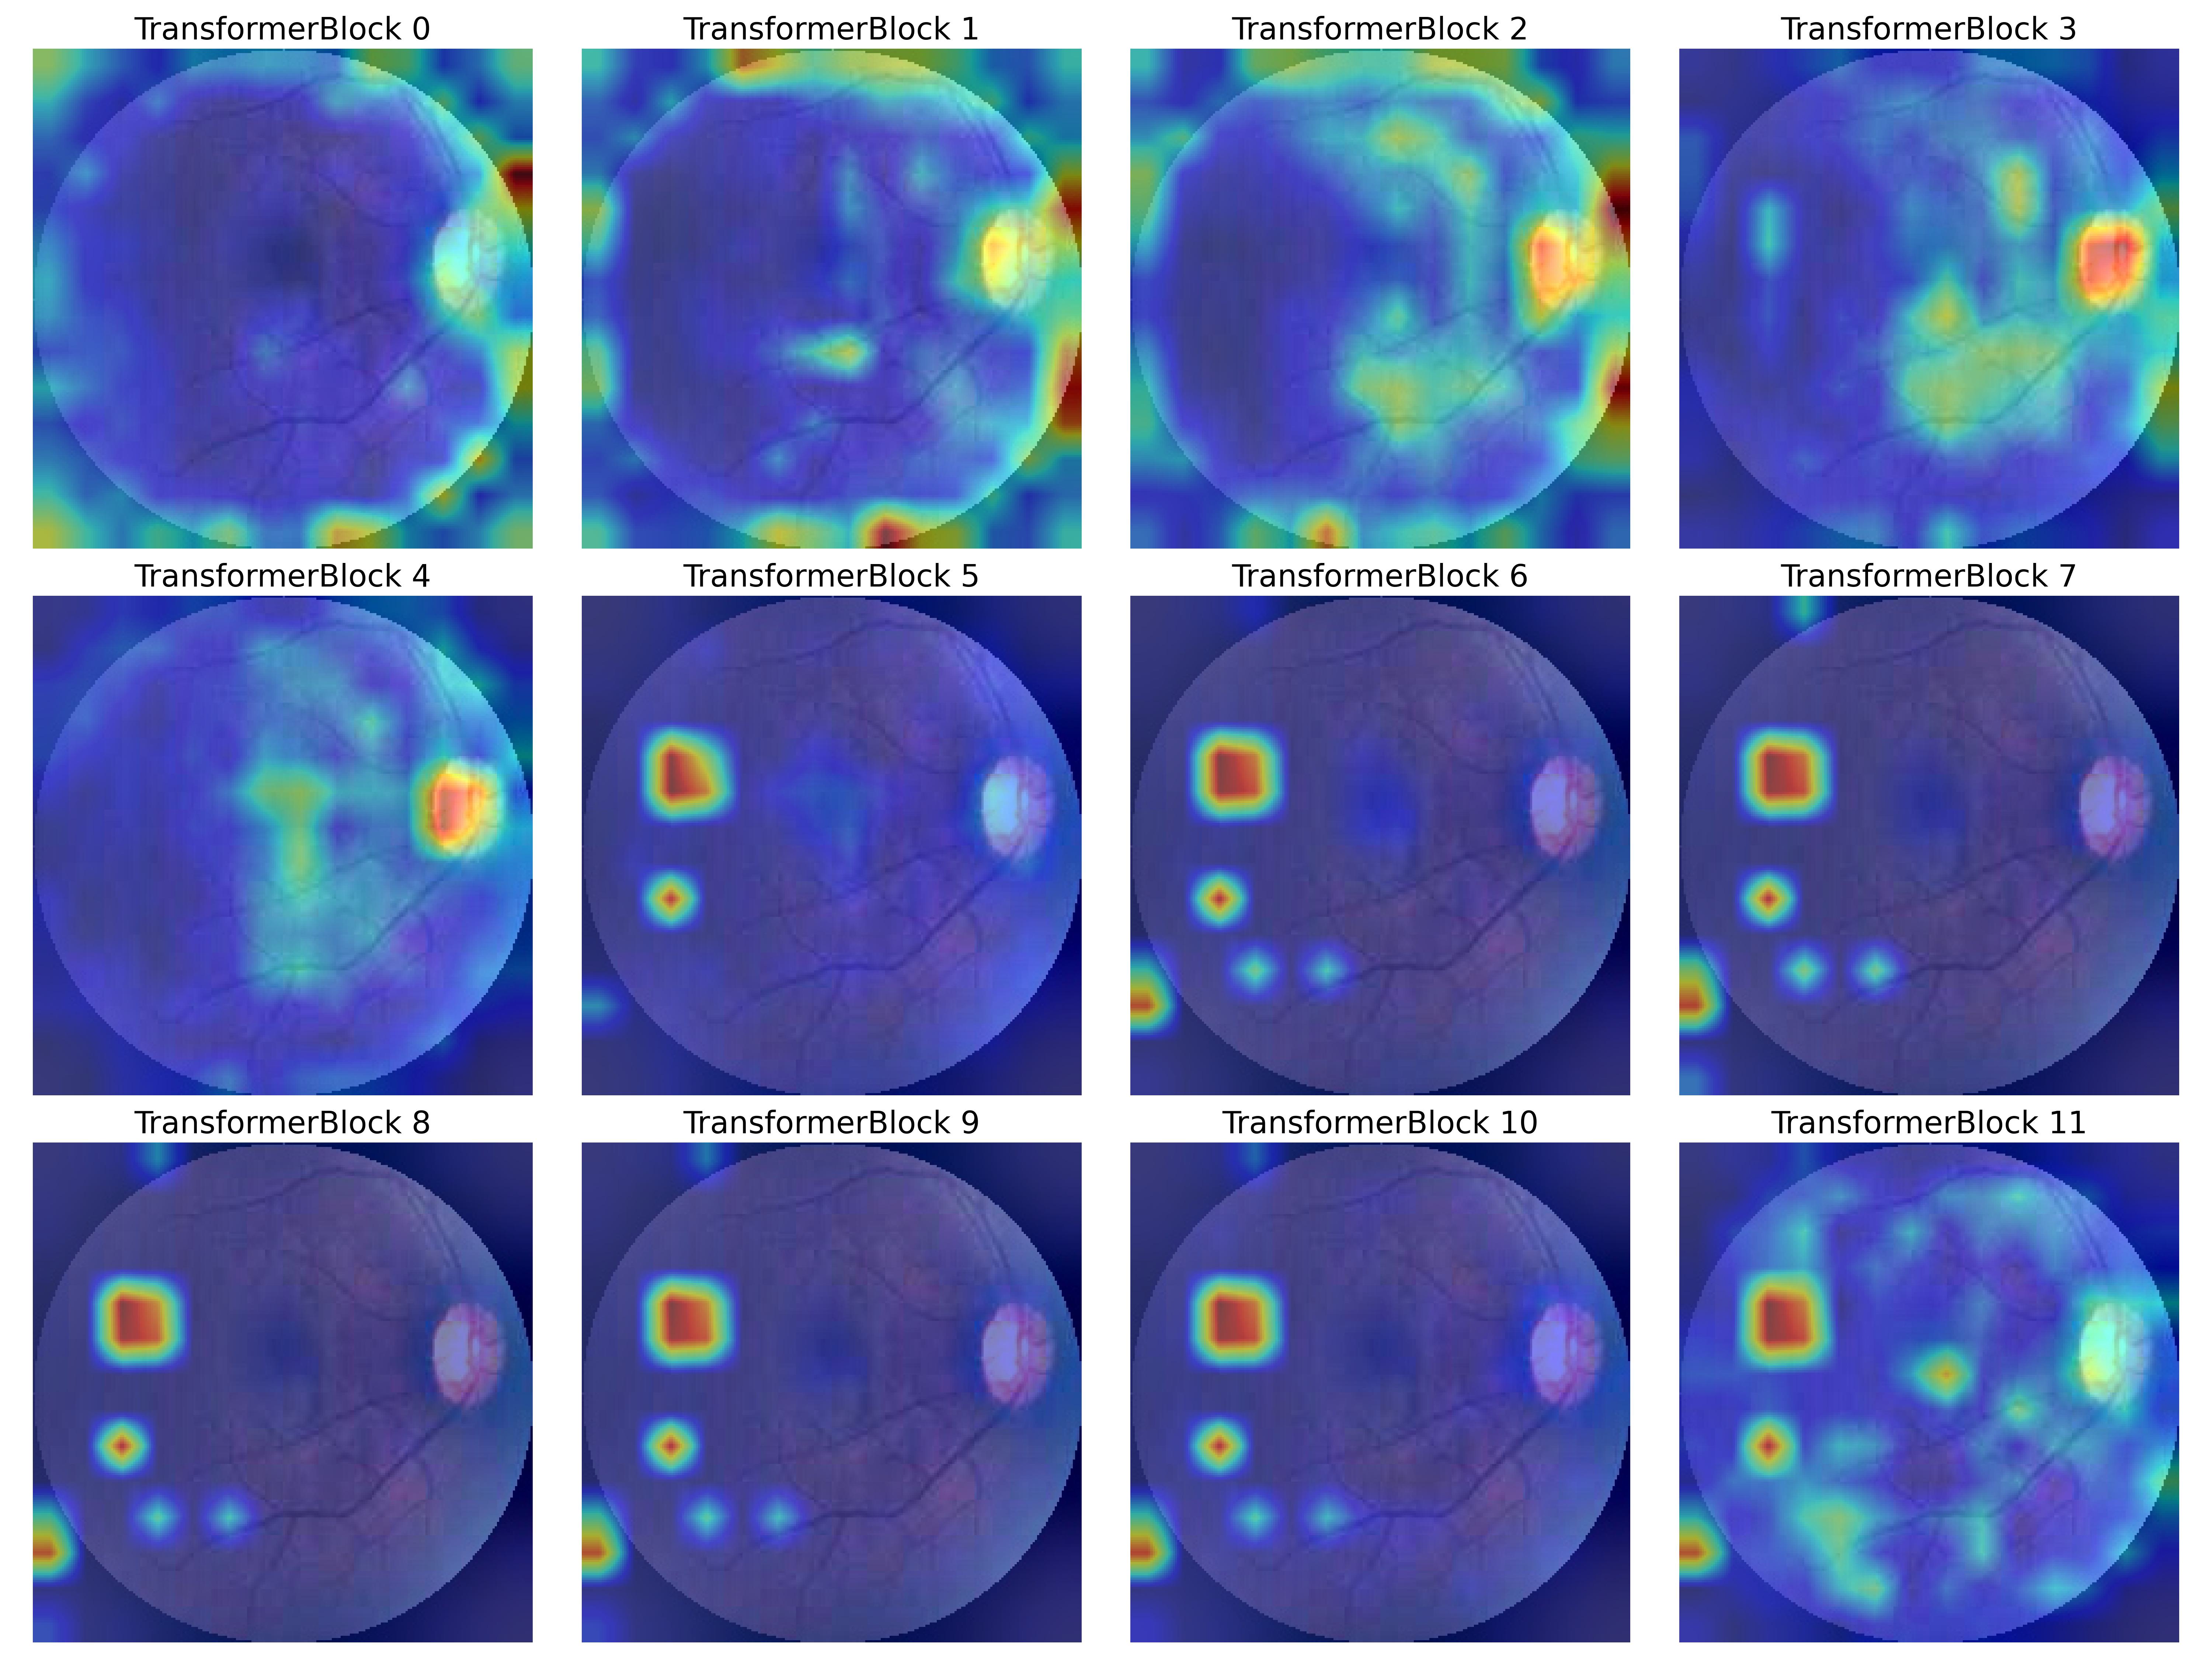 TransformerBlock 0
TransformerBlock 1
TransformerBlock 2
TransformerBlock 3
TransformerBlock 4
TransformerBlock 5
TransformerBlock 6
TransformerBlock 7
TransformerBlock 8
TransformerBlock 9
TransformerBlock 10
TransformerBlock 11